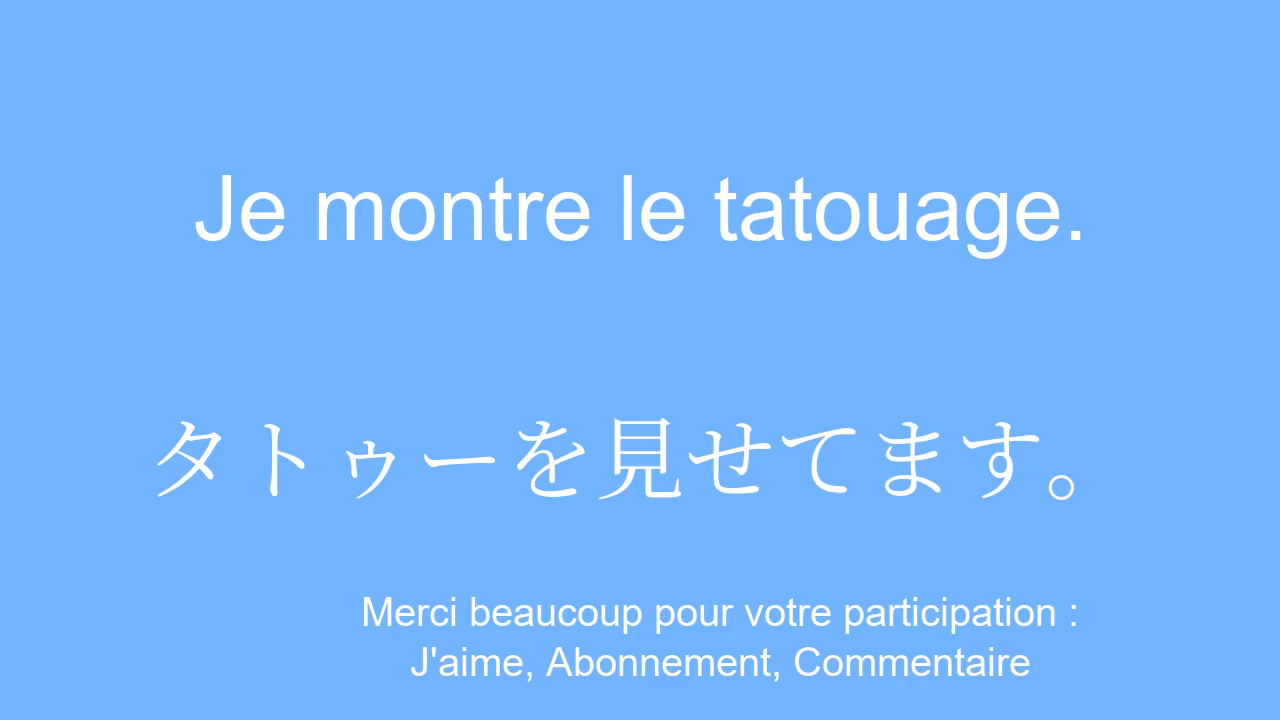 Je montre le tatouage.
タトゥーを見せてます。
Merci beaucoup pour votre participation :
J'aime, Abonnement, Commentaire